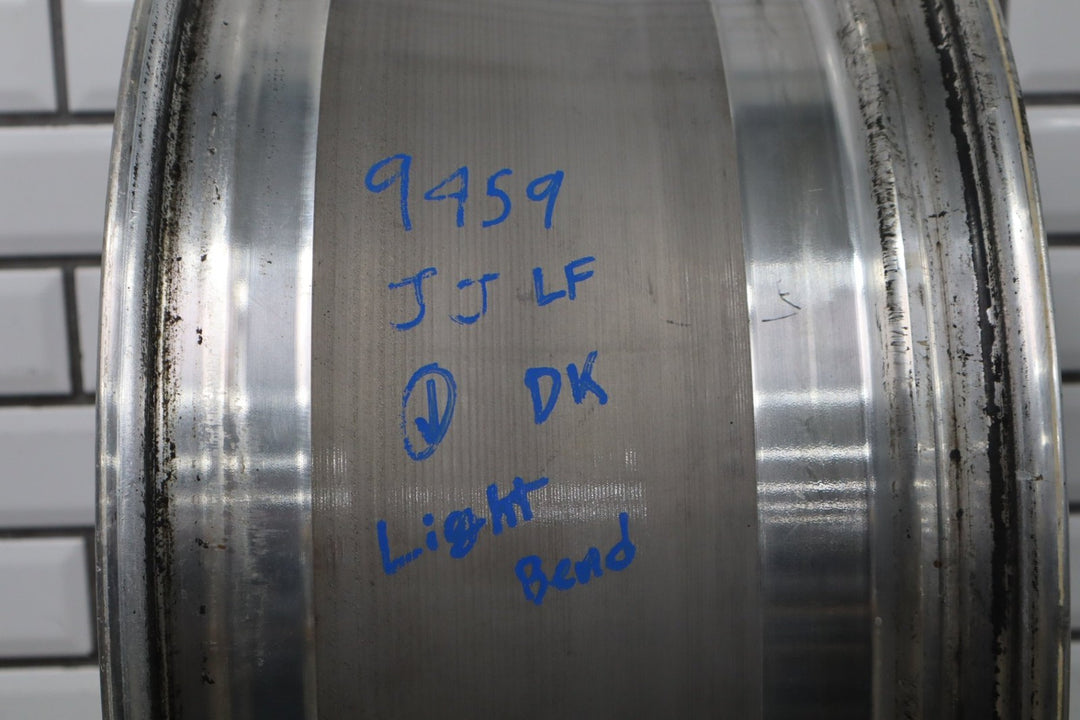 9459
JJ LF
↓ DK
Light
Bend